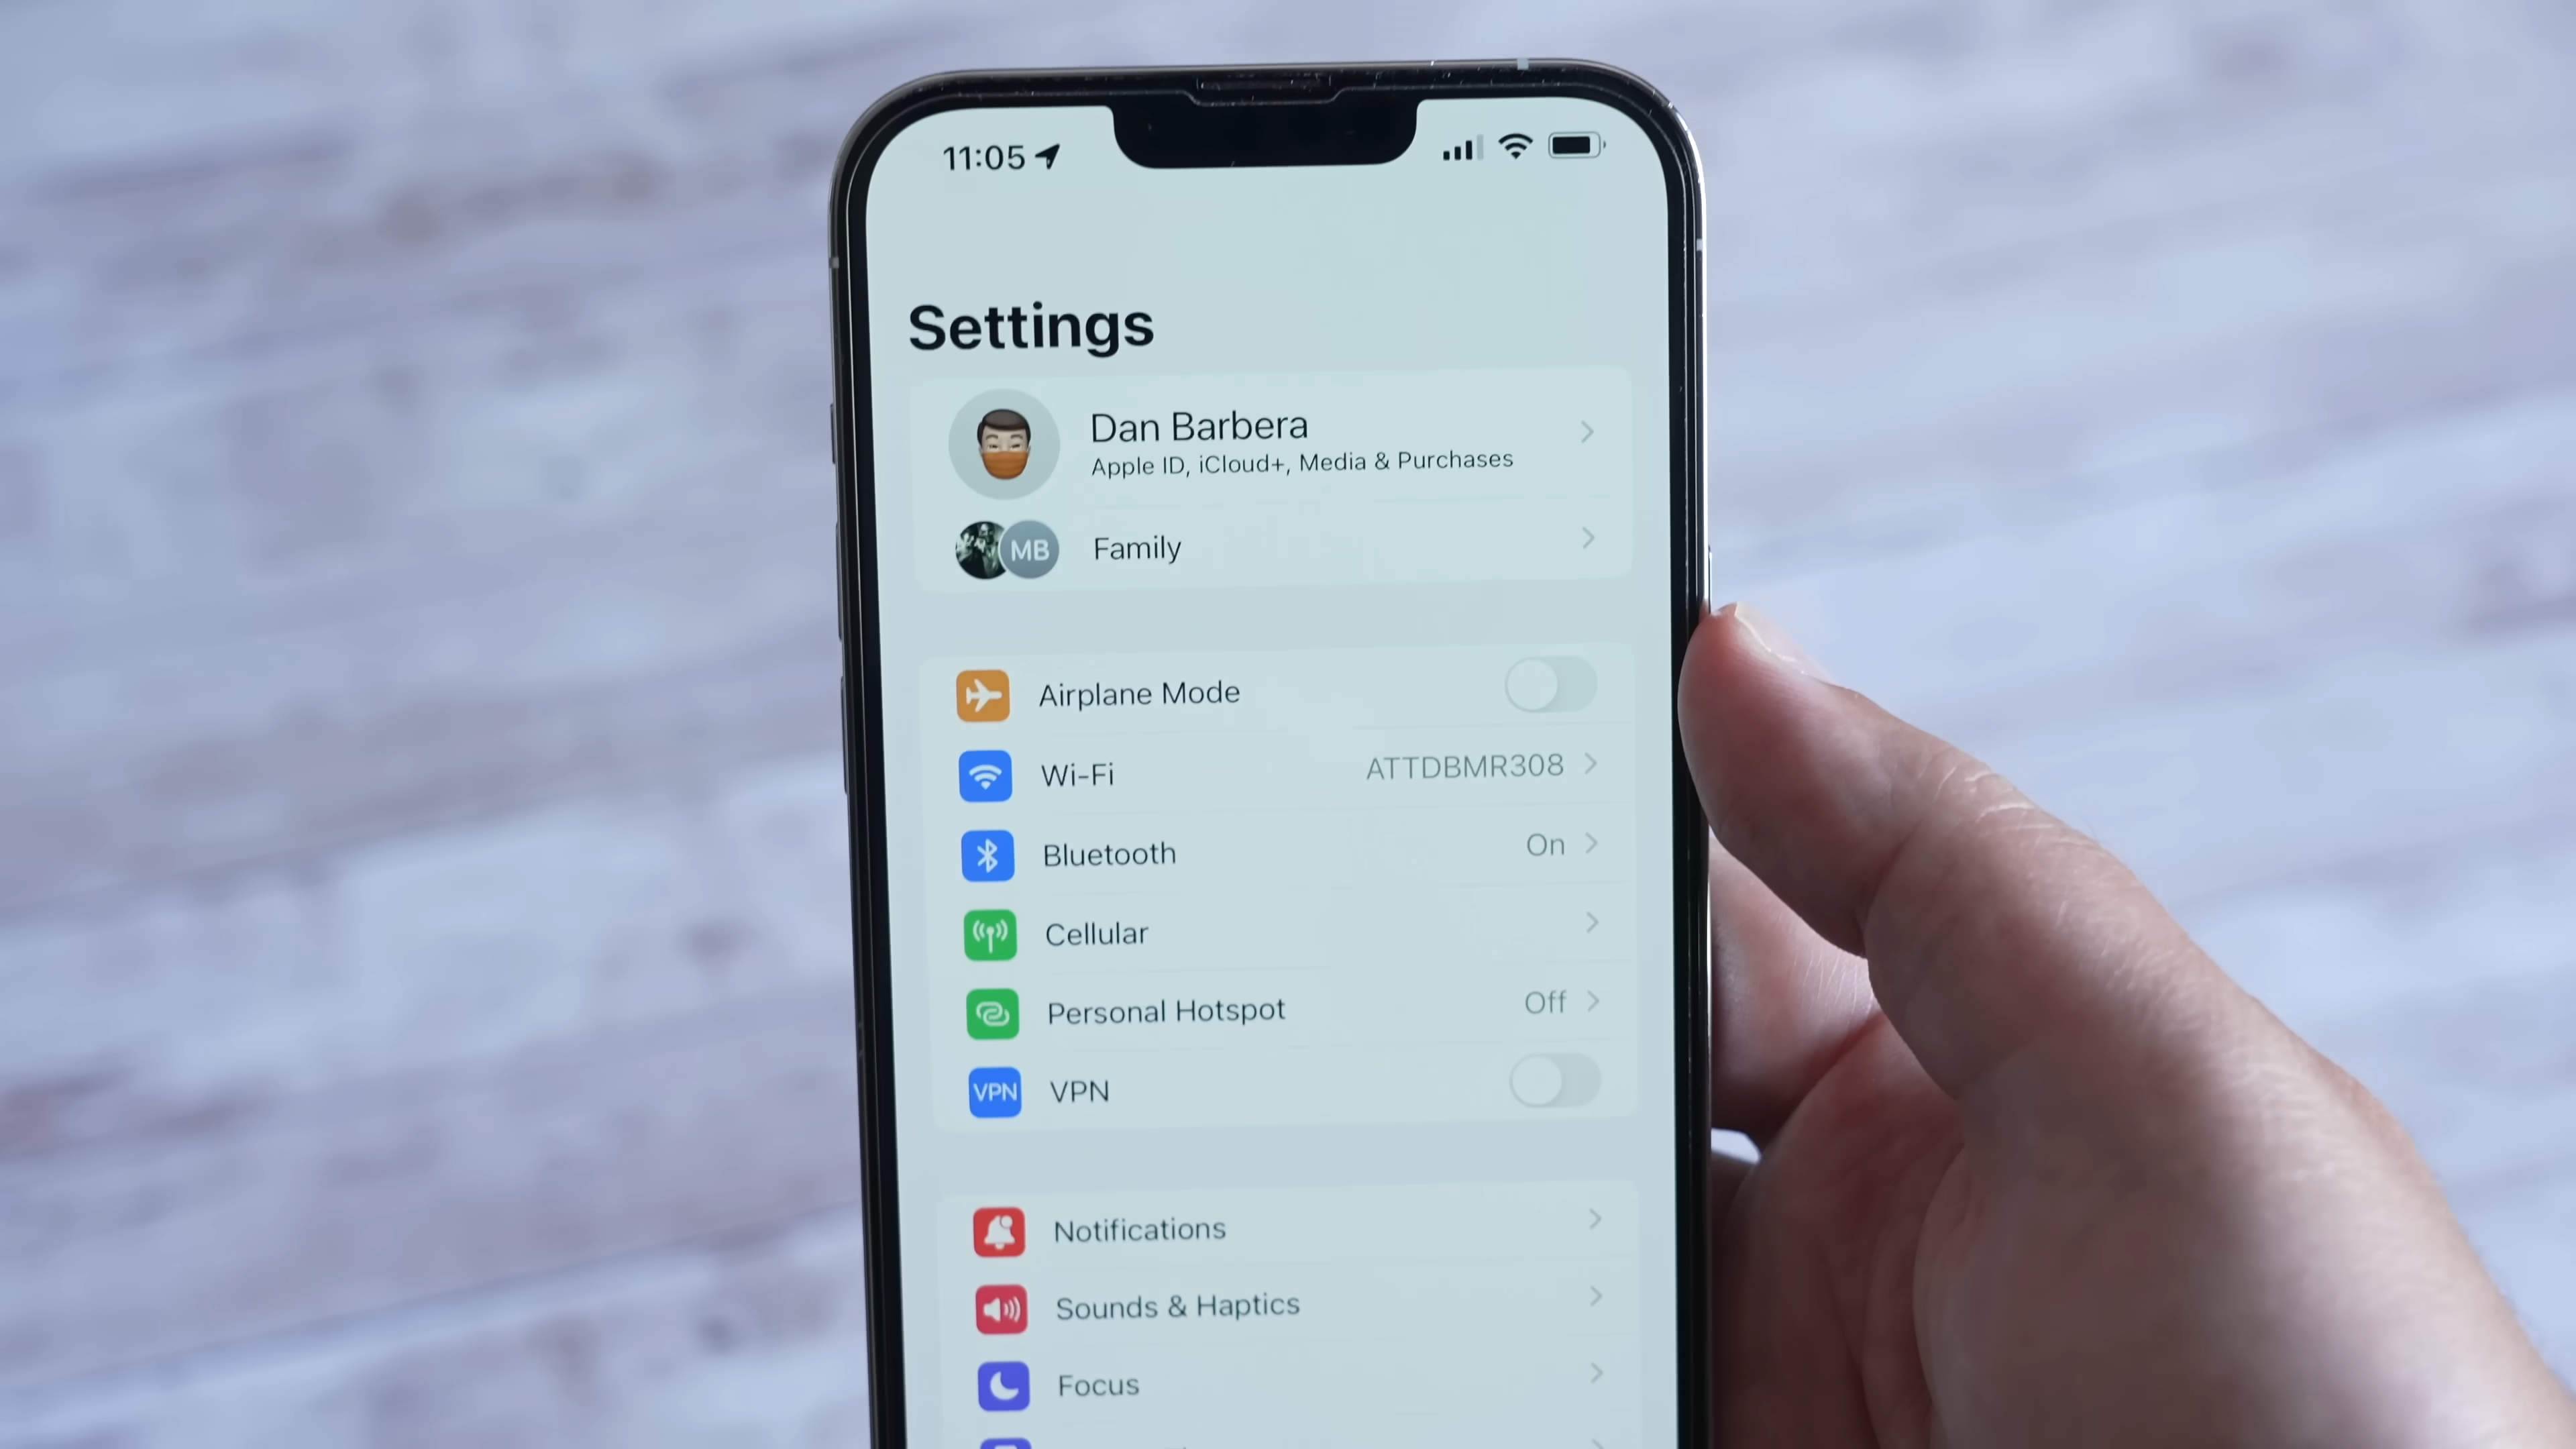 11:05
Settings
Dan Barbera
Apple ID, iCloud+, Media & Purchases
MB
Family
Airplane Mode
Wi-Fi ATTDBMR308
Bluetooth On
Cellular
Personal Hotspot Off
VPN VPN
Notifications
Sounds & Haptics
Focus